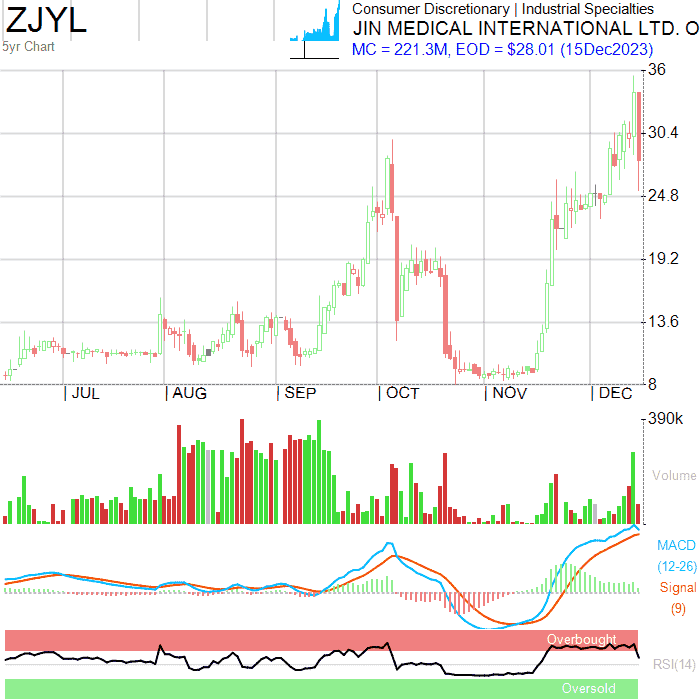 ZJYL
5yr Chart
Consumer Discretionary | Industrial Specialties
JIN MEDICAL INTERNATIONAL LTD. O
MC = 221.3M, EOD = $28.01 (15Dec2023)
36
30.4
24.8
19.2
13.6
8
| JUL | AUG | SEP | OCT | NOV | DEC
390k
Volume
MACD
(12-26)
Signal
(9)
Overbought
RSI(14)
Oversold